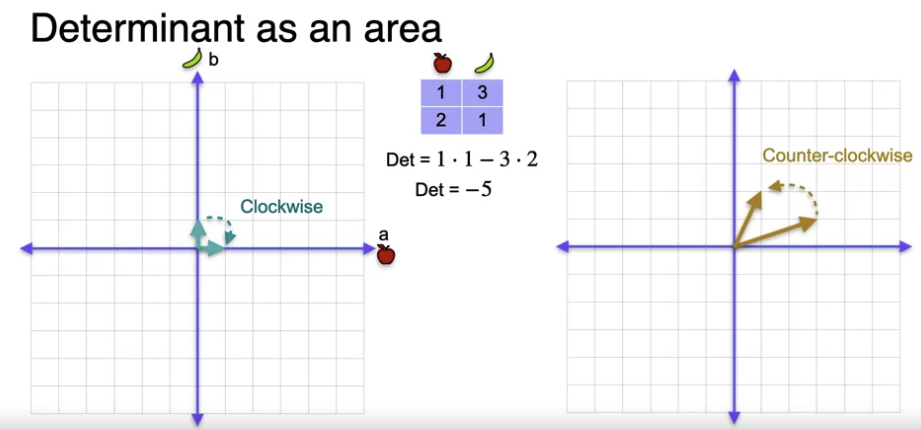 Determinant as an area
b
1 3
2 1
Det = 1 · 1 – 3 · 2
Det = –5
Clockwise
a
Counter-clockwise